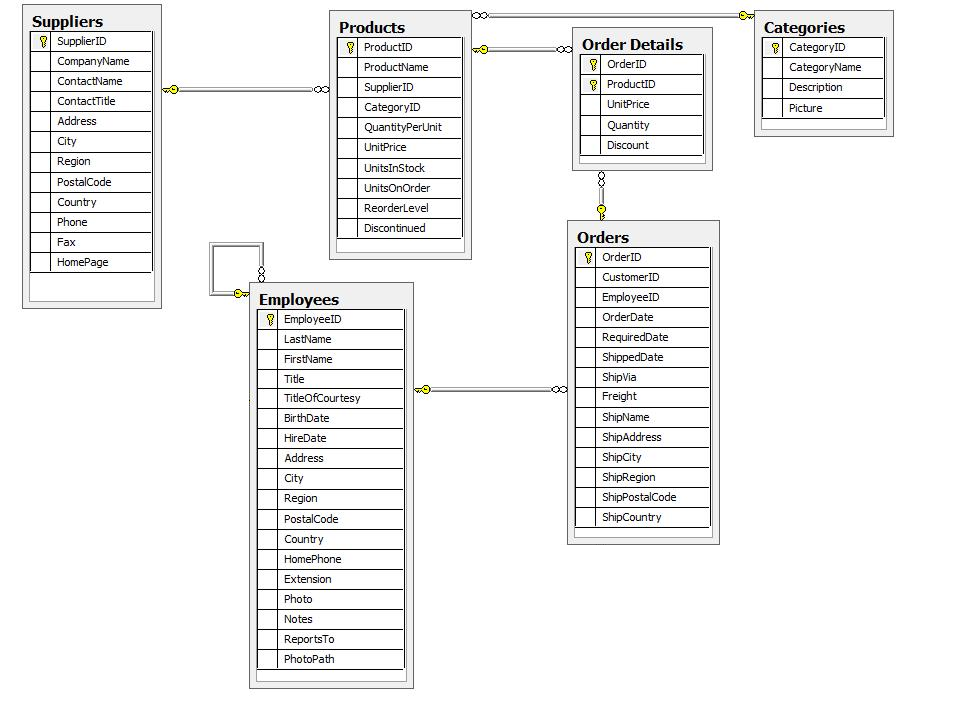 Suppliers
SupplierID
CompanyName
ContactName
ContactTitle
Address
City
Region
PostalCode
Country
Phone
Fax
HomePage
Products
ProductID
ProductName
SupplierID
CategoryID
QuantityPerUnit
UnitPrice
UnitsInStock
UnitsOnOrder
ReorderLevel
Discontinued
Order Details
OrderID
ProductID
UnitPrice
Quantity
Discount
Categories
CategoryID
CategoryName
Description
Picture
Employees
EmployeeID
LastName
FirstName
Title
TitleOfCourtesy
BirthDate
HireDate
Address
City
Region
PostalCode
Country
HomePhone
Extension
Photo
Notes
ReportsTo
PhotoPath
Orders
OrderID
CustomerID
EmployeeID
OrderDate
RequiredDate
ShippedDate
ShipVia
Freight
ShipName
ShipAddress
ShipCity
ShipRegion
ShipPostalCode
ShipCountry